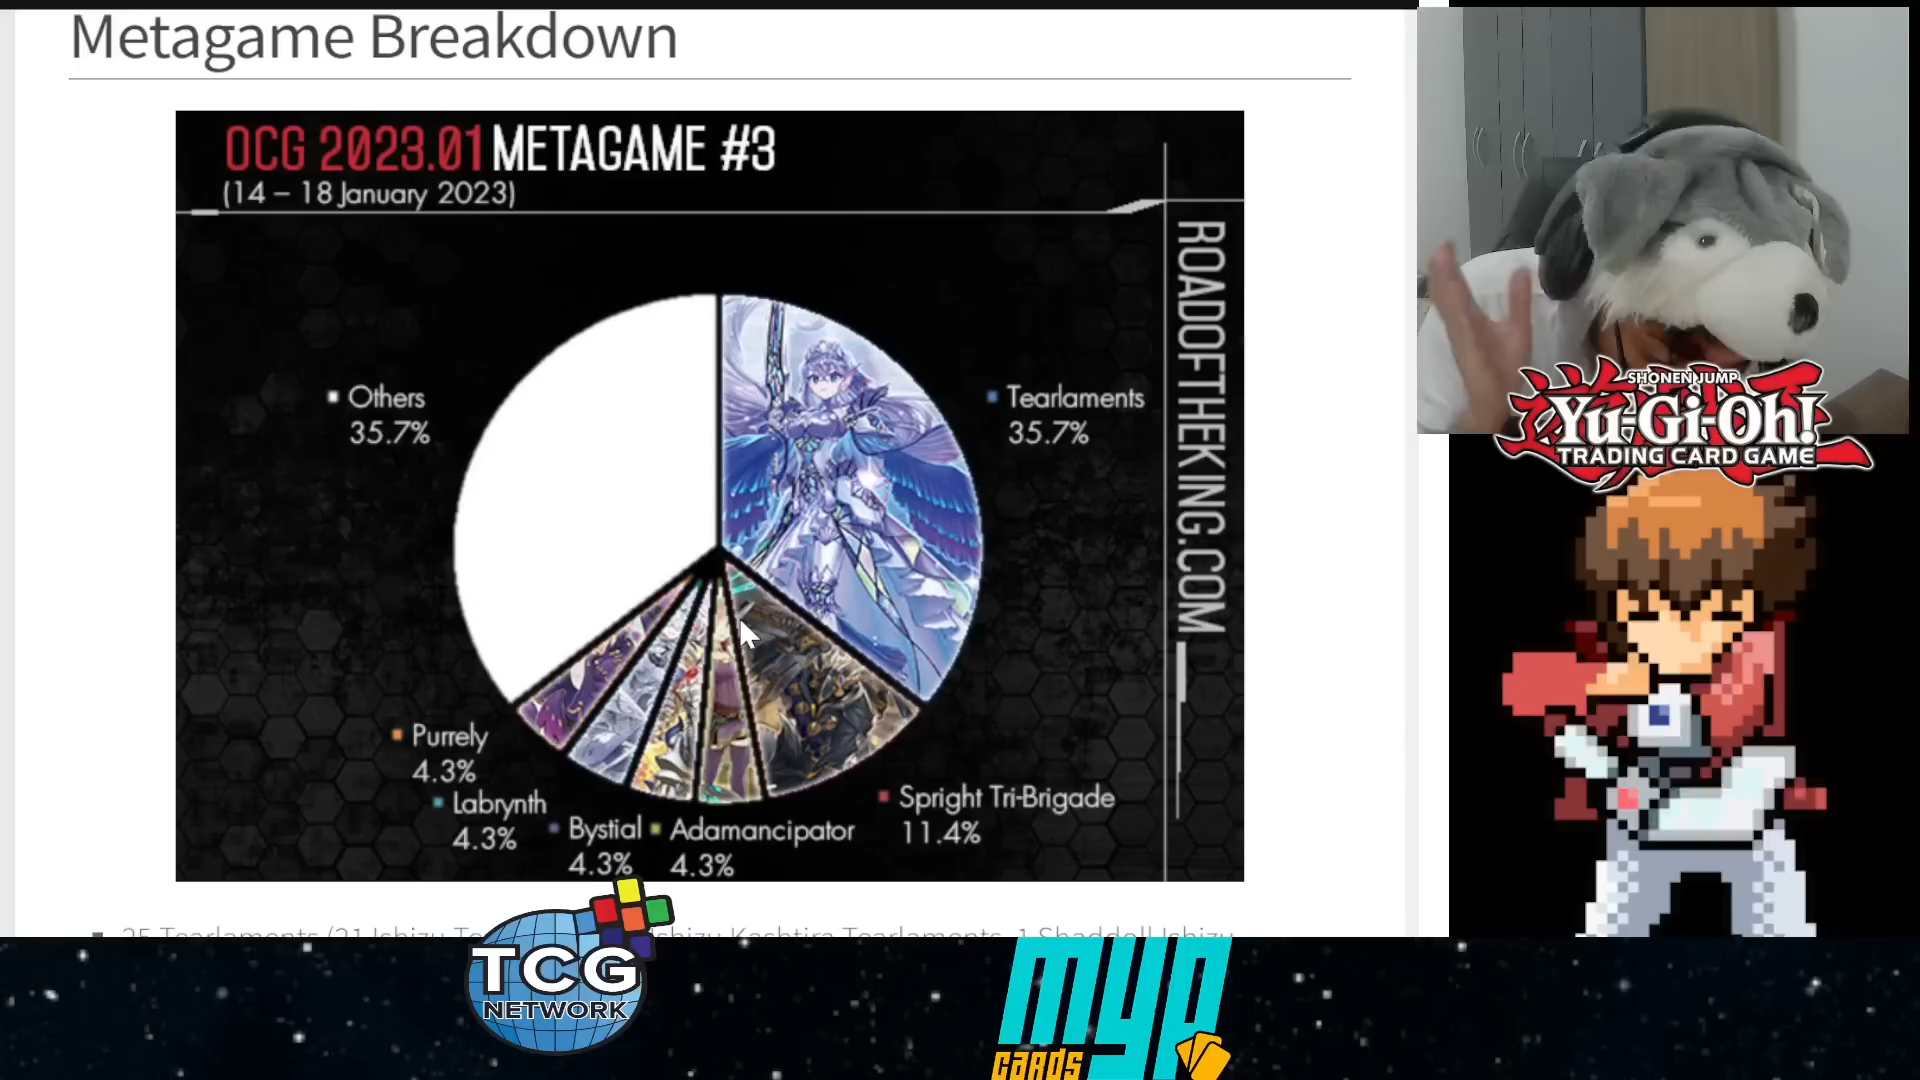 Metagame Breakdown
OCG 2023.01 METAGAME #3
(14 – 18 January 2023)
ROADOFTHEKING.COM
Others
35.7%
Tearlaments
35.7%
Purrely
4.3%
Labrynth
4.3%
Bystial
4.3%
Adamancipator
4.3%
Spright Tri-Brigade
11.4%
SHONEN JUMP
Yu-Gi-Oh!
TRADING CARD GAME
TCG
NETWORK
myp
cards